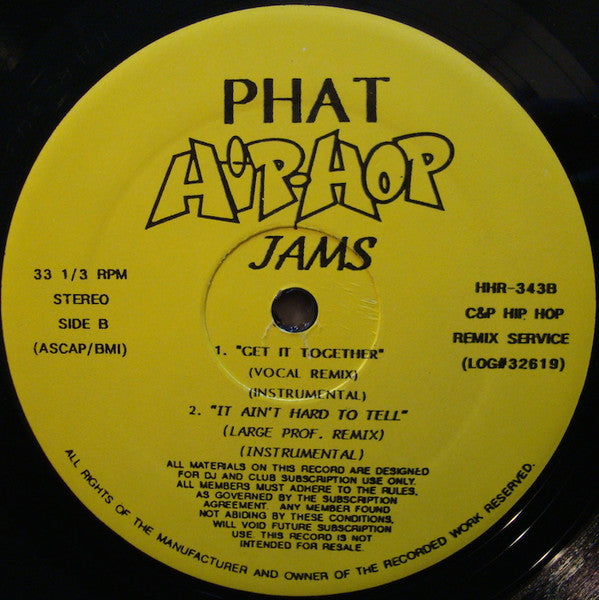 PHAT
HIP-HOP
JAMS
33 1/3 RPM
STEREO
SIDE B
(ASCAP/BMI)
HHR-343B
C&P HIP HOP
REMIX SERVICE
(LOG#32619)
1. "GET IT TOGETHER"
(VOCAL REMIX)
(INSTRUMENTAL)
2. "IT AIN'T HARD TO TELL"
(LARGE PROF. REMIX)
(INSTRUMENTAL)
ALL MATERIALS ON THIS RECORD ARE DESIGNED
FOR DJ AND CLUB SUBSCRIPTION USE ONLY.
ALL MEMBERS MUST ADHERE TO THE RULES,
AS GOVERNED BY THE SUBSCRIPTION
AGREEMENT. ANY MEMBER FOUND
NOT ABIDING BY THESE CONDITIONS,
WILL VOID FUTURE SUBSCRIPTION
USE. THIS RECORD IS NOT
INTENDED FOR RESALE.
ALL RIGHTS OF THE MANUFACTURER AND OWNER OF THE RECORDED WORK RESERVED.